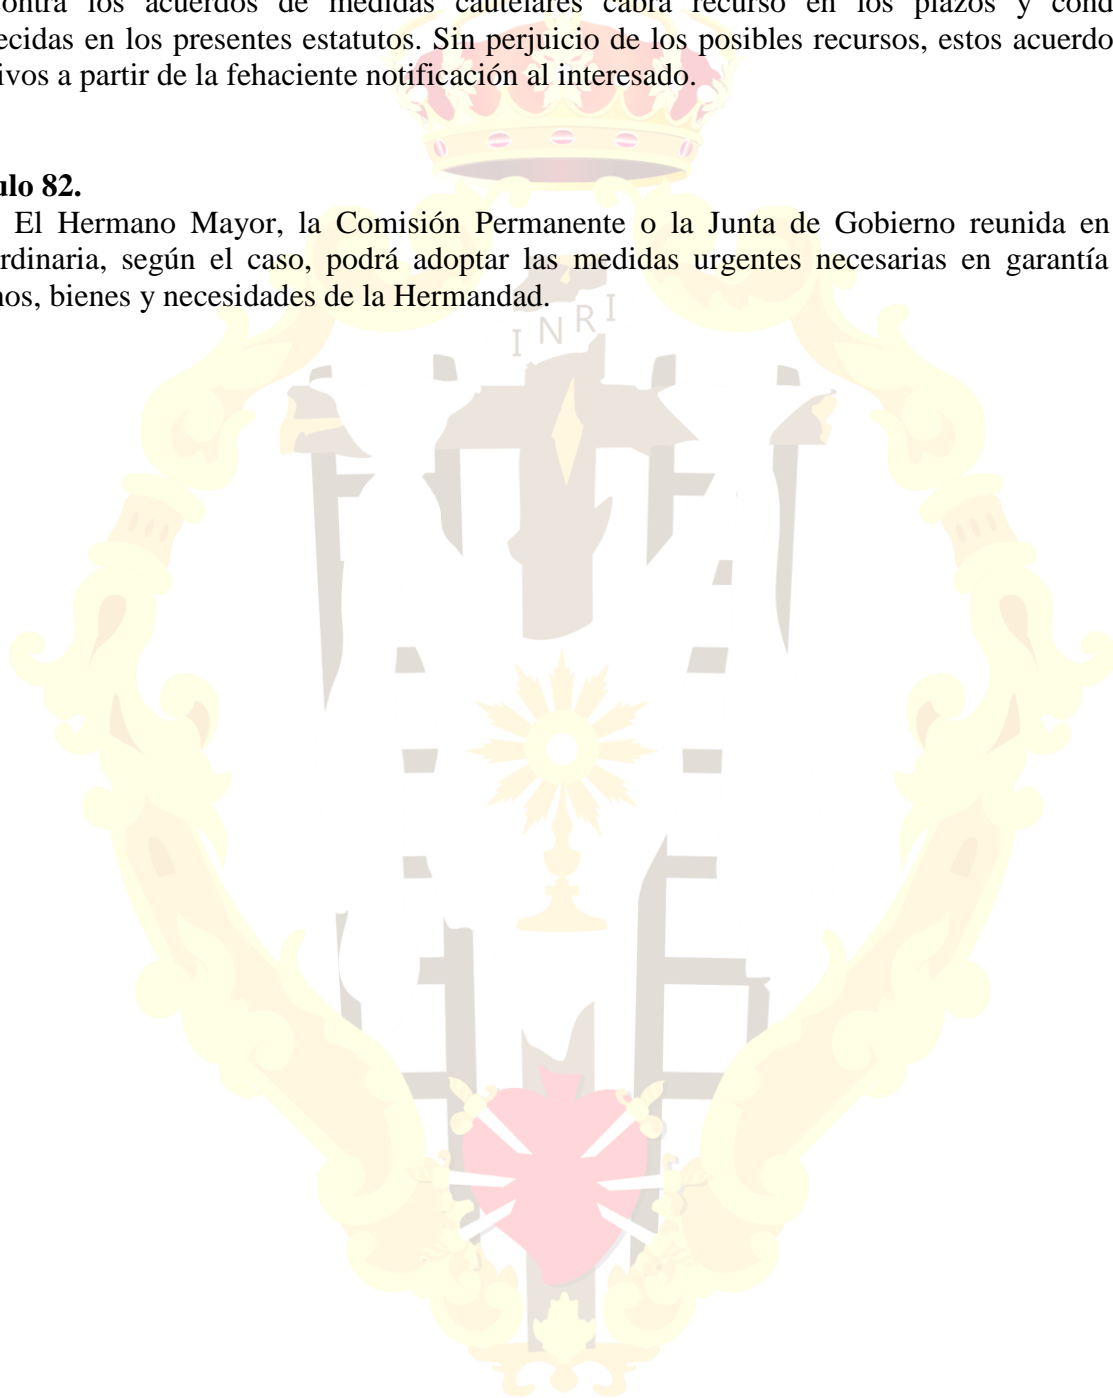 ontra los acuerdos de medidas cautelares cabrá recurso en los plazos y cond
ecidas en los presentes estatutos. Sin perjuicio de los posibles recursos, estos acuerdo
ivos a partir de la fehaciente notificación al interesado.
ulo 82.
El Hermano Mayor, la Comisión Permanente o la Junta de Gobierno reunida en
rdinaria, según el caso, podrá adoptar las medidas urgentes necesarias en garantía
nos, bienes y necesidades de la Hermandad.
INRI